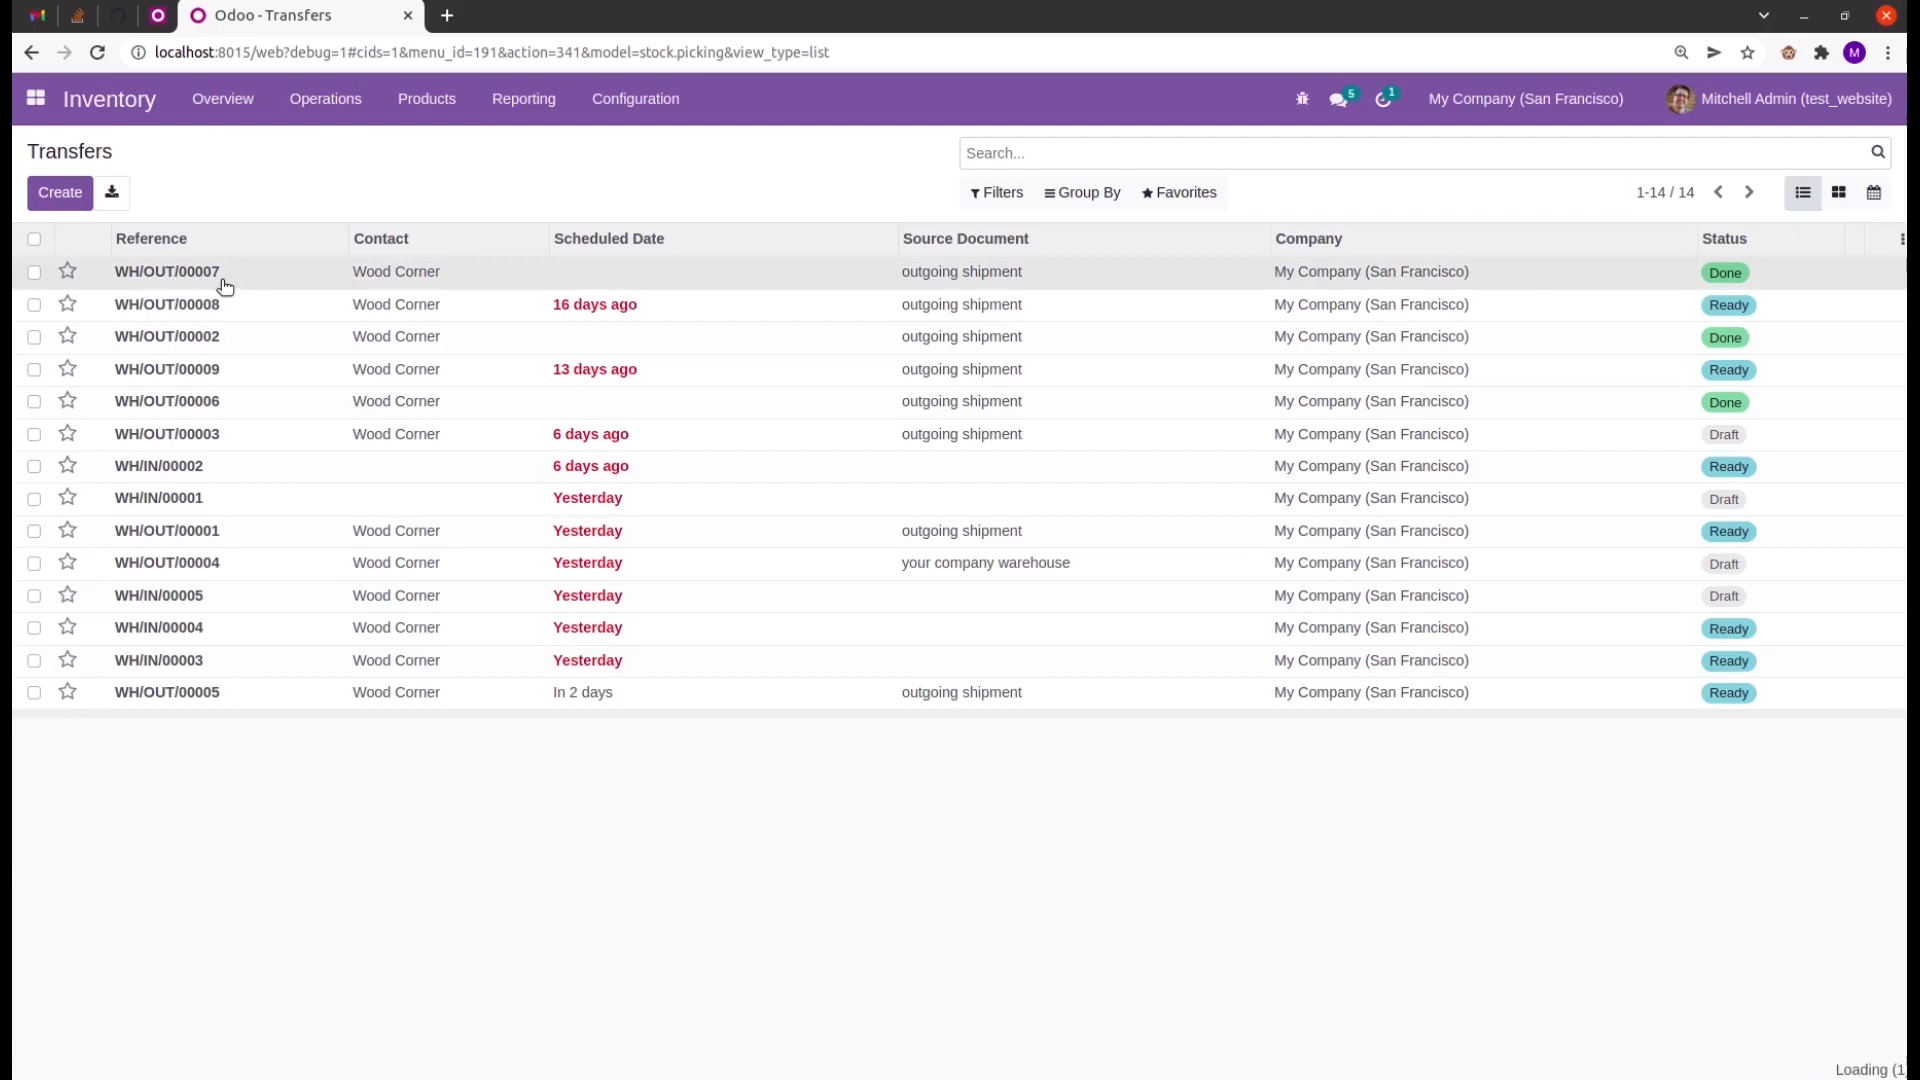 Odoo - Transfers
localhost:8015/web?debug=1#cids=1&menu_id=191&action=341&model=stock.picking&view_type=list
M
Inventory Overview Operations Products Reporting Configuration 5 1 My Company (San Francisco) Mitchell Admin (test_website)
Transfers
Search...
Create
Filters Group By Favorites 1-14 / 14
Reference Contact Scheduled Date Source Document Company Status
WH/OUT/00007 Wood Corner outgoing shipment My Company (San Francisco) Done
WH/OUT/00008 Wood Corner 16 days ago outgoing shipment My Company (San Francisco) Ready
WH/OUT/00002 Wood Corner outgoing shipment My Company (San Francisco) Done
WH/OUT/00009 Wood Corner 13 days ago outgoing shipment My Company (San Francisco) Ready
WH/OUT/00006 Wood Corner outgoing shipment My Company (San Francisco) Done
WH/OUT/00003 Wood Corner 6 days ago outgoing shipment My Company (San Francisco) Draft
WH/IN/00002 6 days ago My Company (San Francisco) Ready
WH/IN/00001 Yesterday My Company (San Francisco) Draft
WH/OUT/00001 Wood Corner Yesterday outgoing shipment My Company (San Francisco) Ready
WH/OUT/00004 Wood Corner Yesterday your company warehouse My Company (San Francisco) Draft
WH/IN/00005 Wood Corner Yesterday My Company (San Francisco) Draft
WH/IN/00004 Wood Corner Yesterday My Company (San Francisco) Ready
WH/IN/00003 Wood Corner Yesterday My Company (San Francisco) Ready
WH/OUT/00005 Wood Corner In 2 days outgoing shipment My Company (San Francisco) Ready
Loading (1